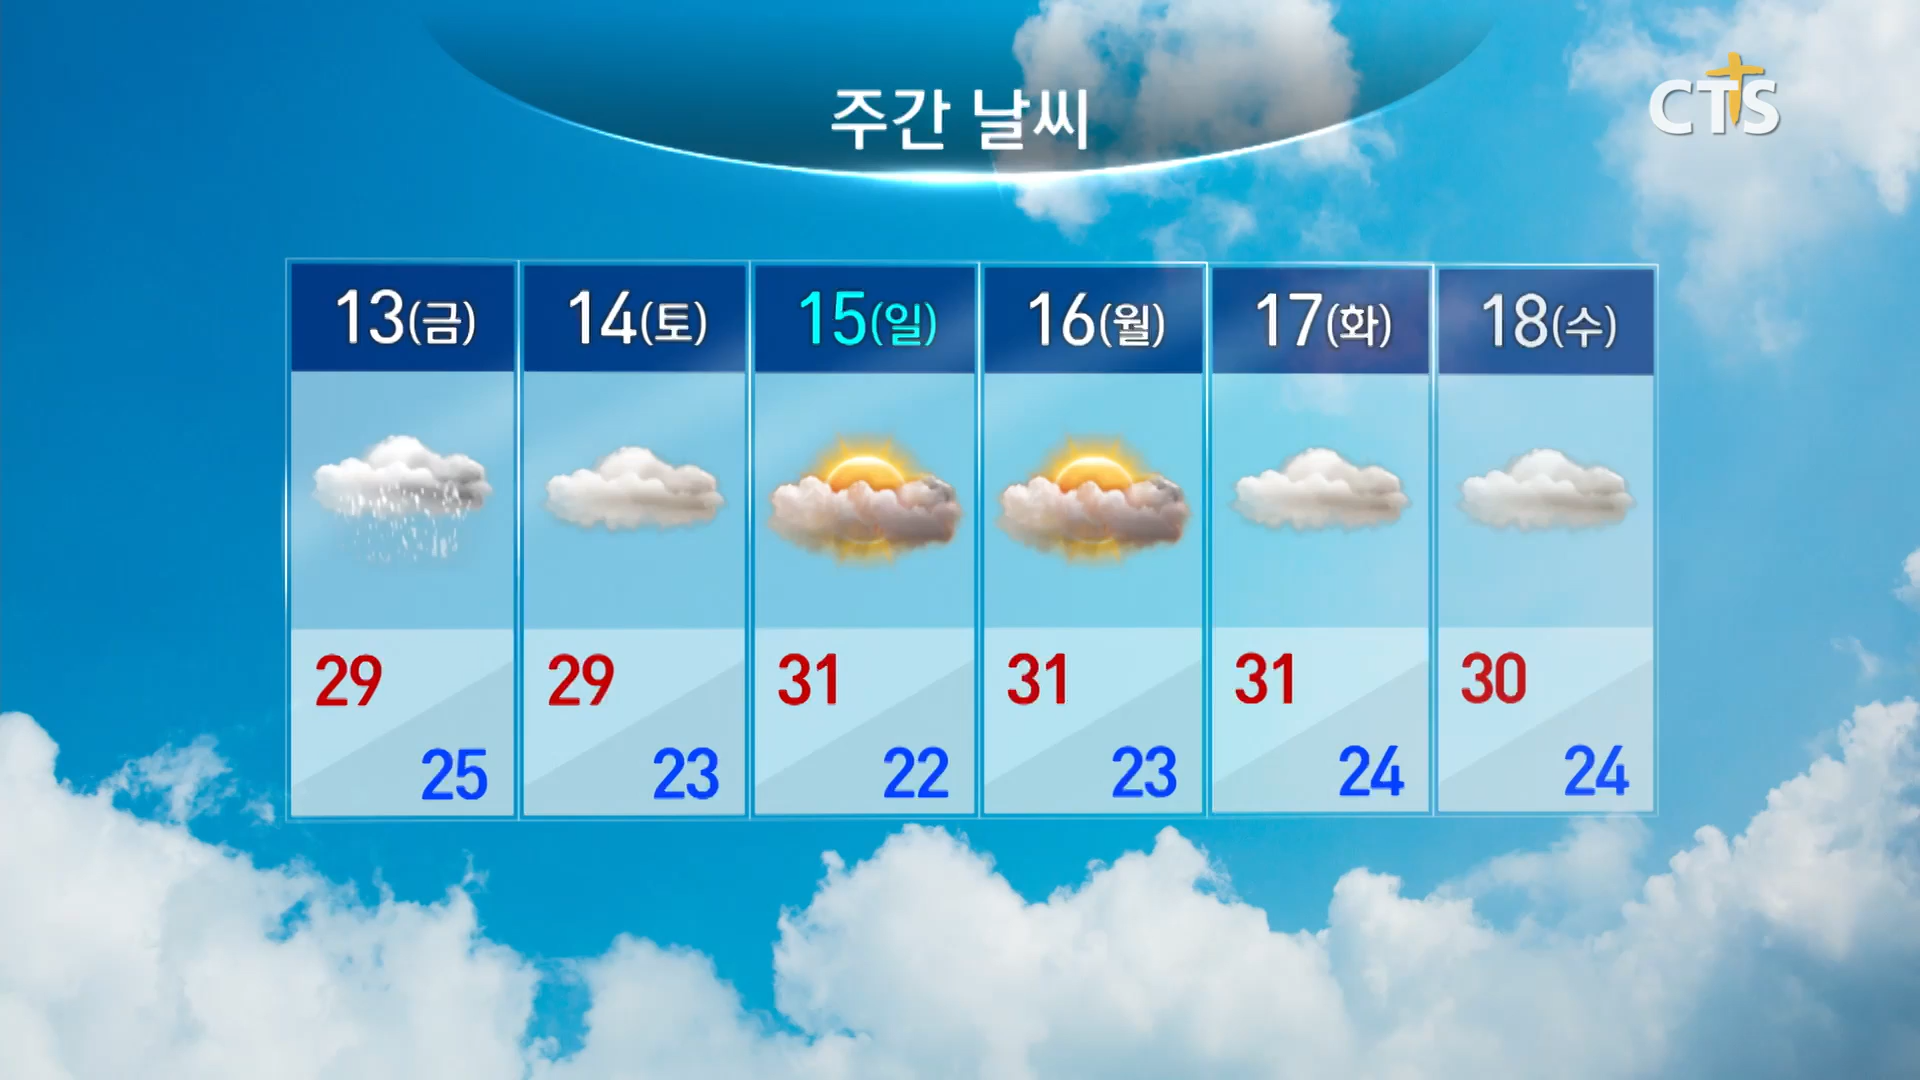 주간 날씨
CTS
13(금) 14(토) 15(일) 16(월) 17(화) 18(수)
29 29 31 31 31 30
25 23 22 23 24 24